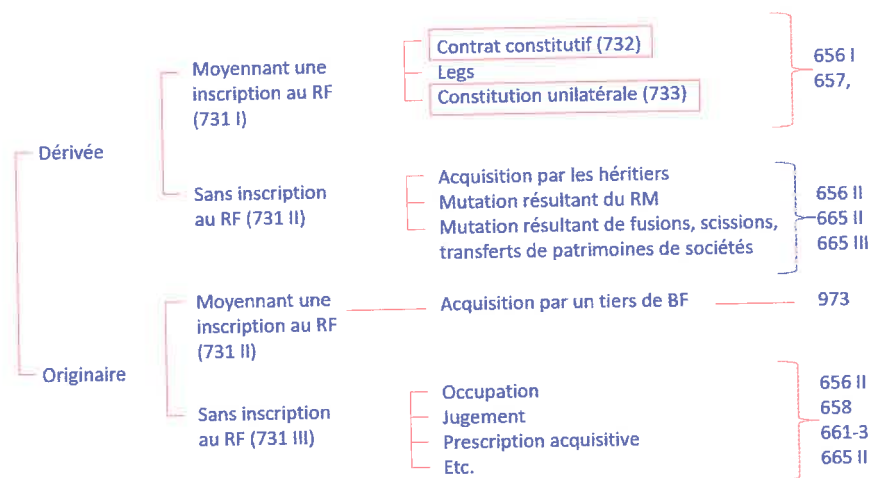 Dérivée
Moyennant une
inscription au RF
(731 I)
Contrat constitutif (732)
Legs
Constitution unilatérale (733)
656 I
657,
Sans inscription
au RF (731 II)
Acquisition par les héritiers
Mutation résultant du RM
Mutation résultant de fusions, scissions,
transferts de patrimoines de sociétés
656 II
665 II
665 III
Originaire
Moyennant une
inscription au RF
(731 II)
Acquisition par un tiers de BF
973
Sans inscription
au RF (731 III)
Occupation
Jugement
Prescription acquisitive
Etc.
656 II
658
661-3
665 II